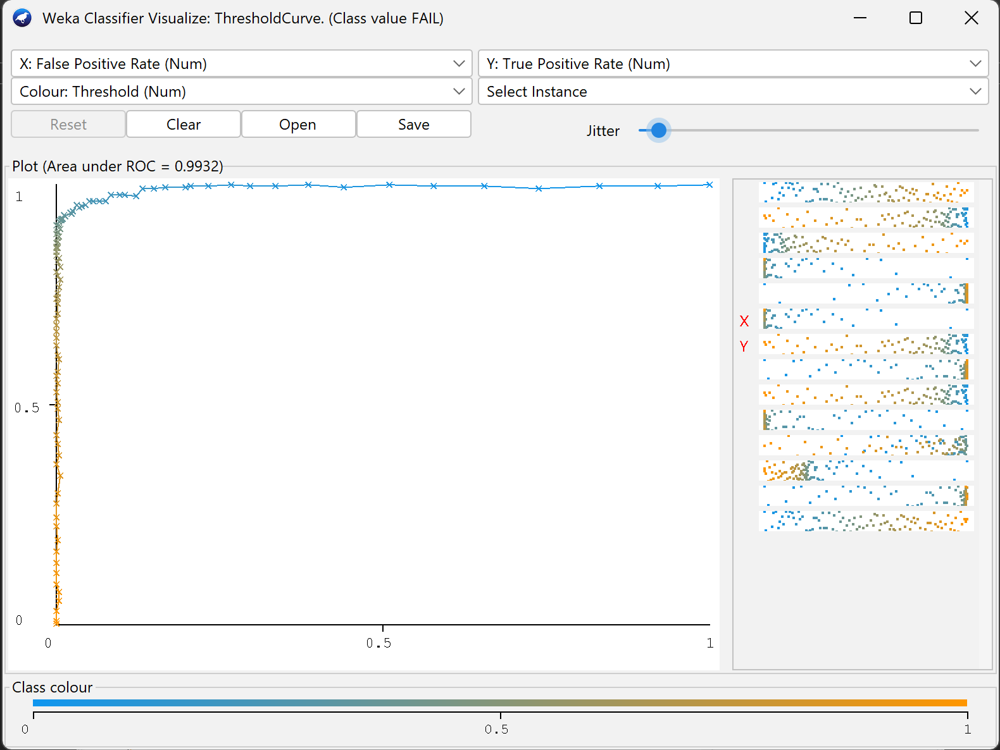 Weka Classifier Visualize: ThresholdCurve. (Class value FAIL)
X: False Positive Rate (Num)
Y: True Positive Rate (Num)
Colour: Threshold (Num)
Select Instance
Reset
Clear
Open
Save
Jitter
Plot (Area under ROC = 0.9932)
1
0.5
0
0
0.5
1
X
Y
Class colour
0
0.5
1